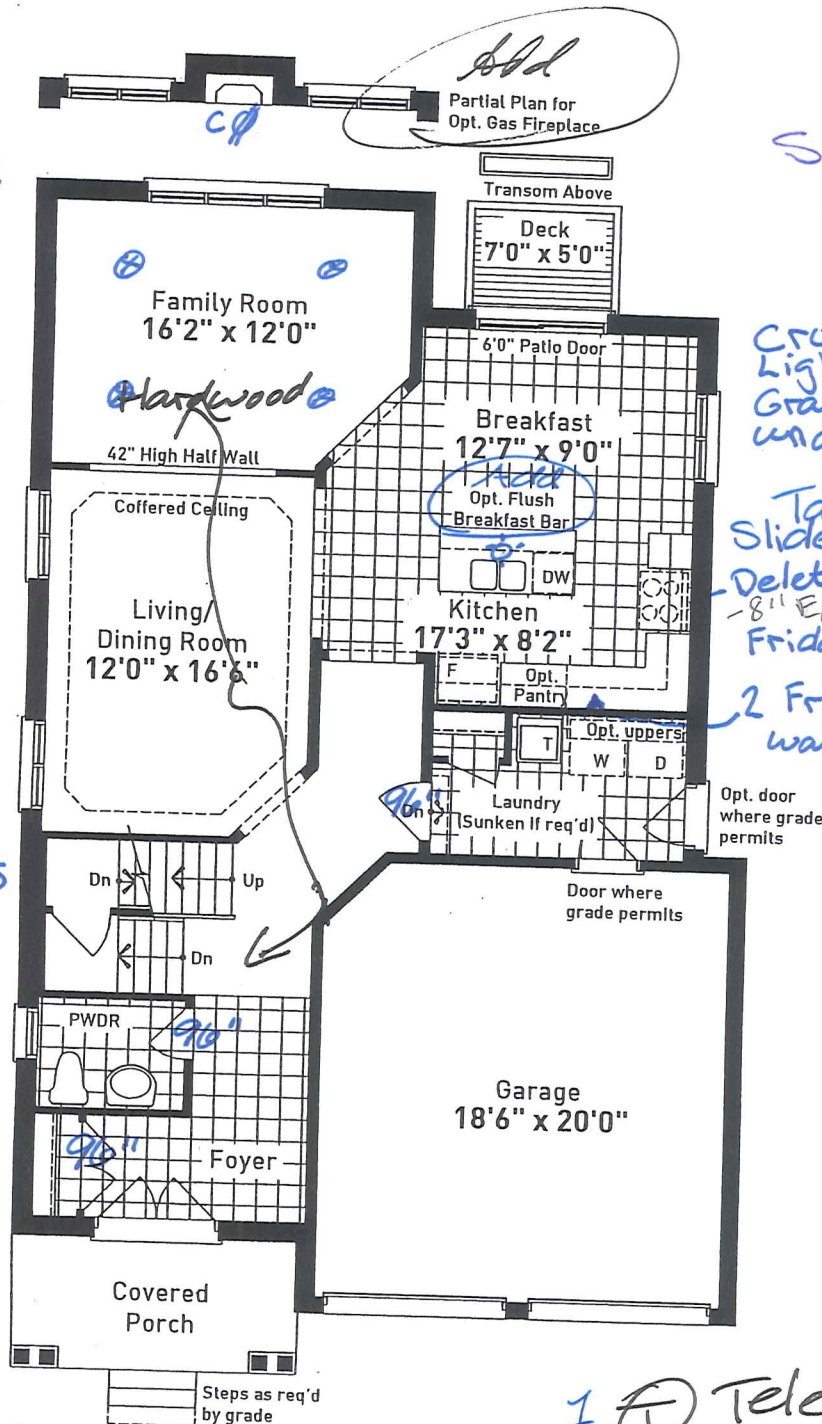 Add
Partial Plan for
Opt. Gas Fireplace
Transom Above
Deck
7'0" x 5'0"
Family Room
16'2" x 12'0"
6'0" Patio Door
Hardwood
Breakfast
12'7" x 9'0"
42" High Half Wall
Add
Opt. Flush
Breakfast Bar
Coffered Ceiling
DW
Slide
Delet
-8"
Living/
Dining Room
12'0" x 16'6"
Kitchen
17'3" x 8'2"
Frid
F
Opt.
Pantry
2 Fr
wa
Opt. uppers
T
W
D
96"
Dn
Laundry
(Sunken If req'd)
Opt. door
where grade
permits
Dn
Up
Door where
grade permits
Dn
PWDR
96"
Garage
18'6" x 20'0"
96"
Foyer
Covered
Porch
Steps as req'd
by grade
1 T Tele